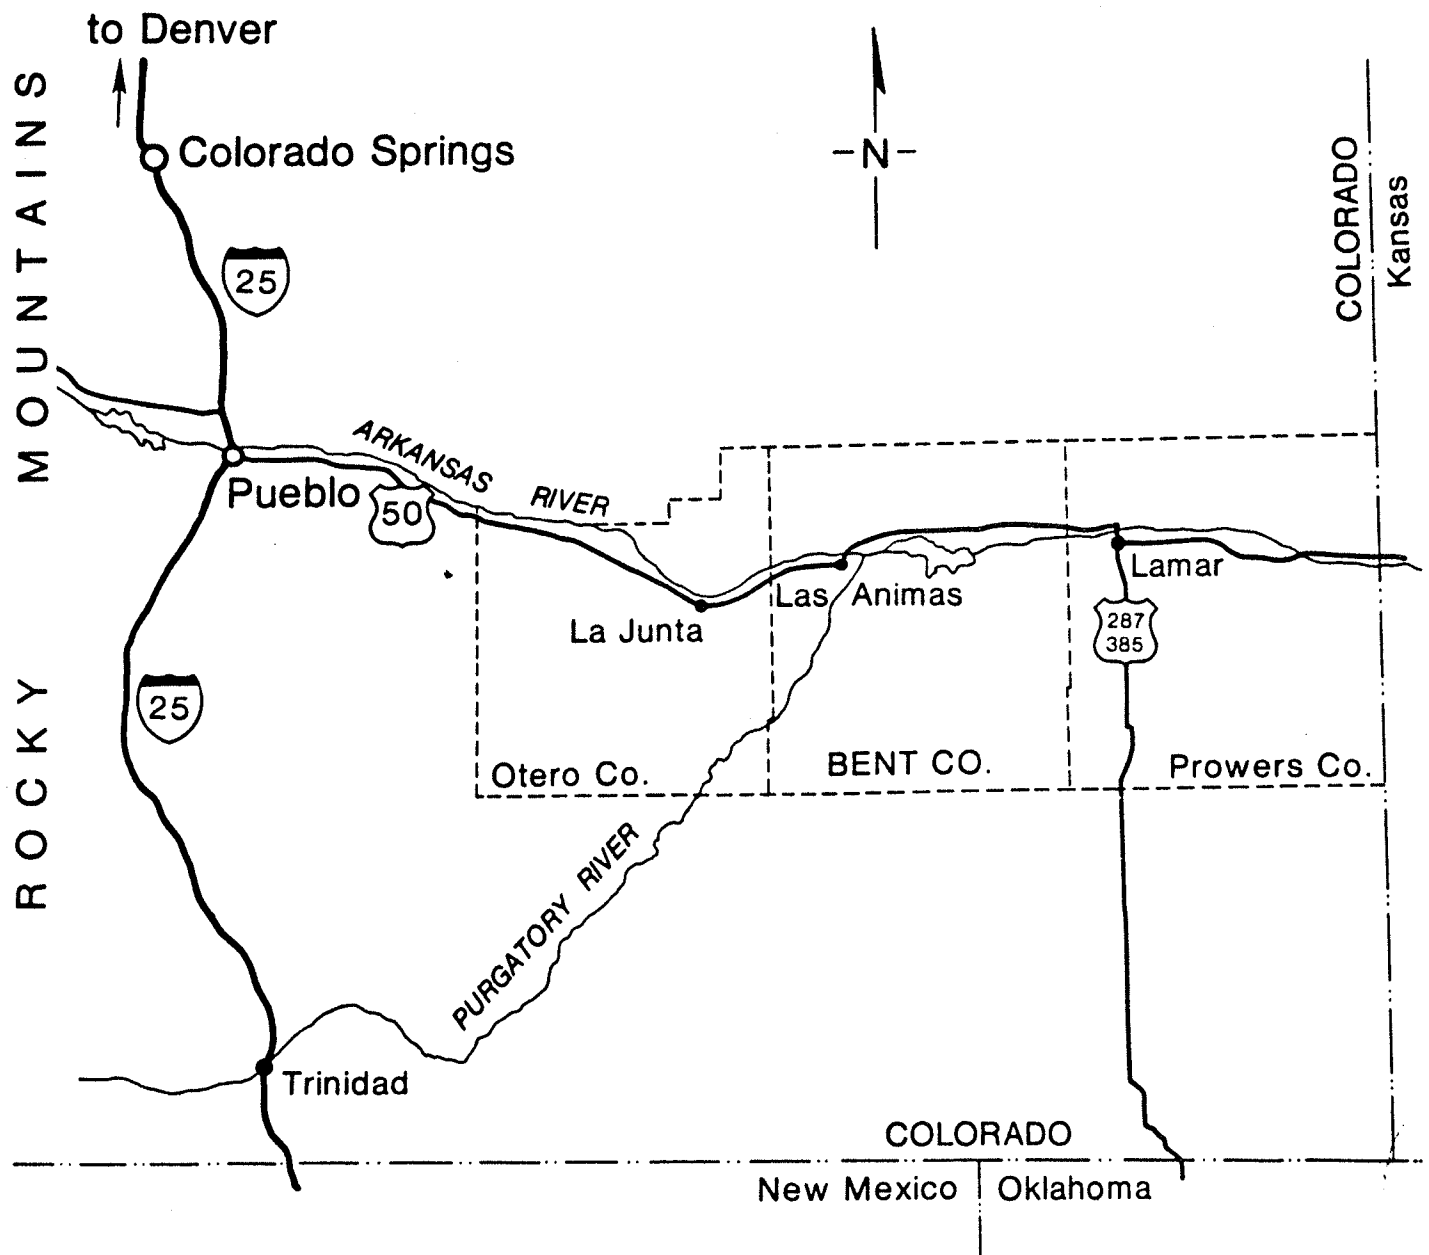 to Denver
Colorado Springs
-N-
COLORADO
Kansas
25
ROCKY MOUNTAINS
ARKANSAS RIVER
Pueblo
50
Lamar
Las Animas
La Junta
287
385
25
Otero Co.
BENT CO.
Prowers Co.
PURGATORY RIVER
Trinidad
COLORADO
New Mexico
Oklahoma